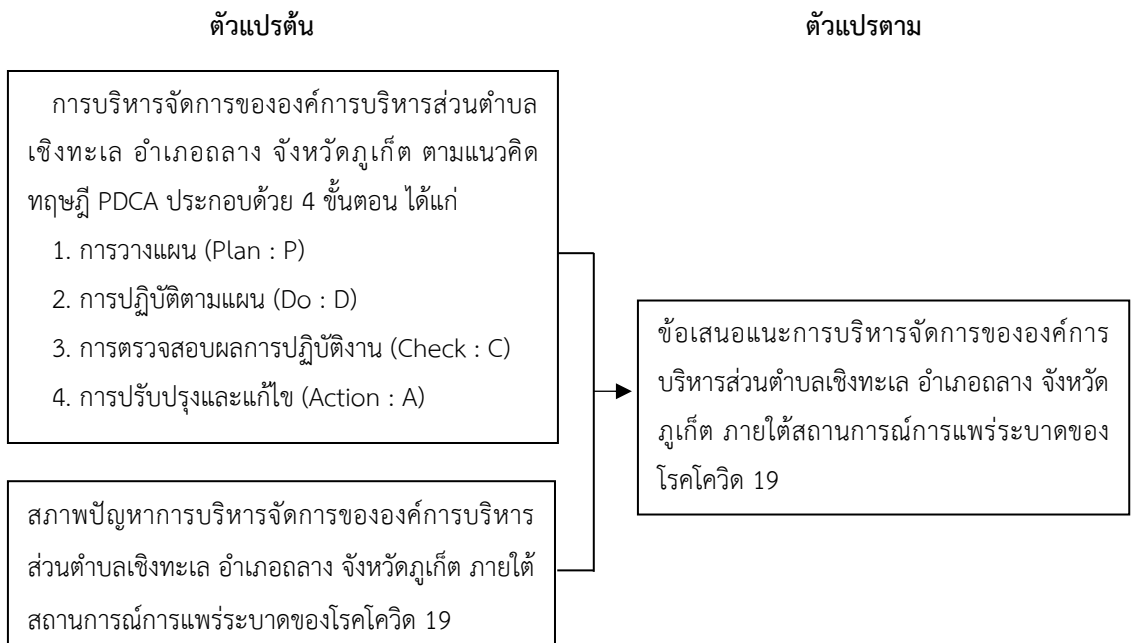 ตัวแปรต้น
ตัวแปรตาม
การบริหารจัดการขององค์การบริหารส่วนตำบล
เชิงทะเล อำเภอถลาง จังหวัดภูเก็ต ตามแนวคิด
ทฤษฎี PDCA ประกอบด้วย 4 ขั้นตอน ได้แก่
1. การวางแผน (Plan : P)
2. การปฏิบัติตามแผน (Do : D)
3. การตรวจสอบผลการปฏิบัติงาน (Check : C)
4. การปรับปรุงและแก้ไข (Action : A)
สภาพปัญหาการบริหารจัดการขององค์การบริหาร
ส่วนตำบลเชิงทะเล อำเภอถลาง จังหวัดภูเก็ต ภายใต้
สถานการณ์การแพร่ระบาดของโรคโควิด 19
ข้อเสนอแนะการบริหารจัดการขององค์การ
บริหารส่วนตำบลเชิงทะเล อำเภอถลาง จังหวัด
ภูเก็ต ภายใต้สถานการณ์การแพร่ระบาดของ
โรคโควิด 19